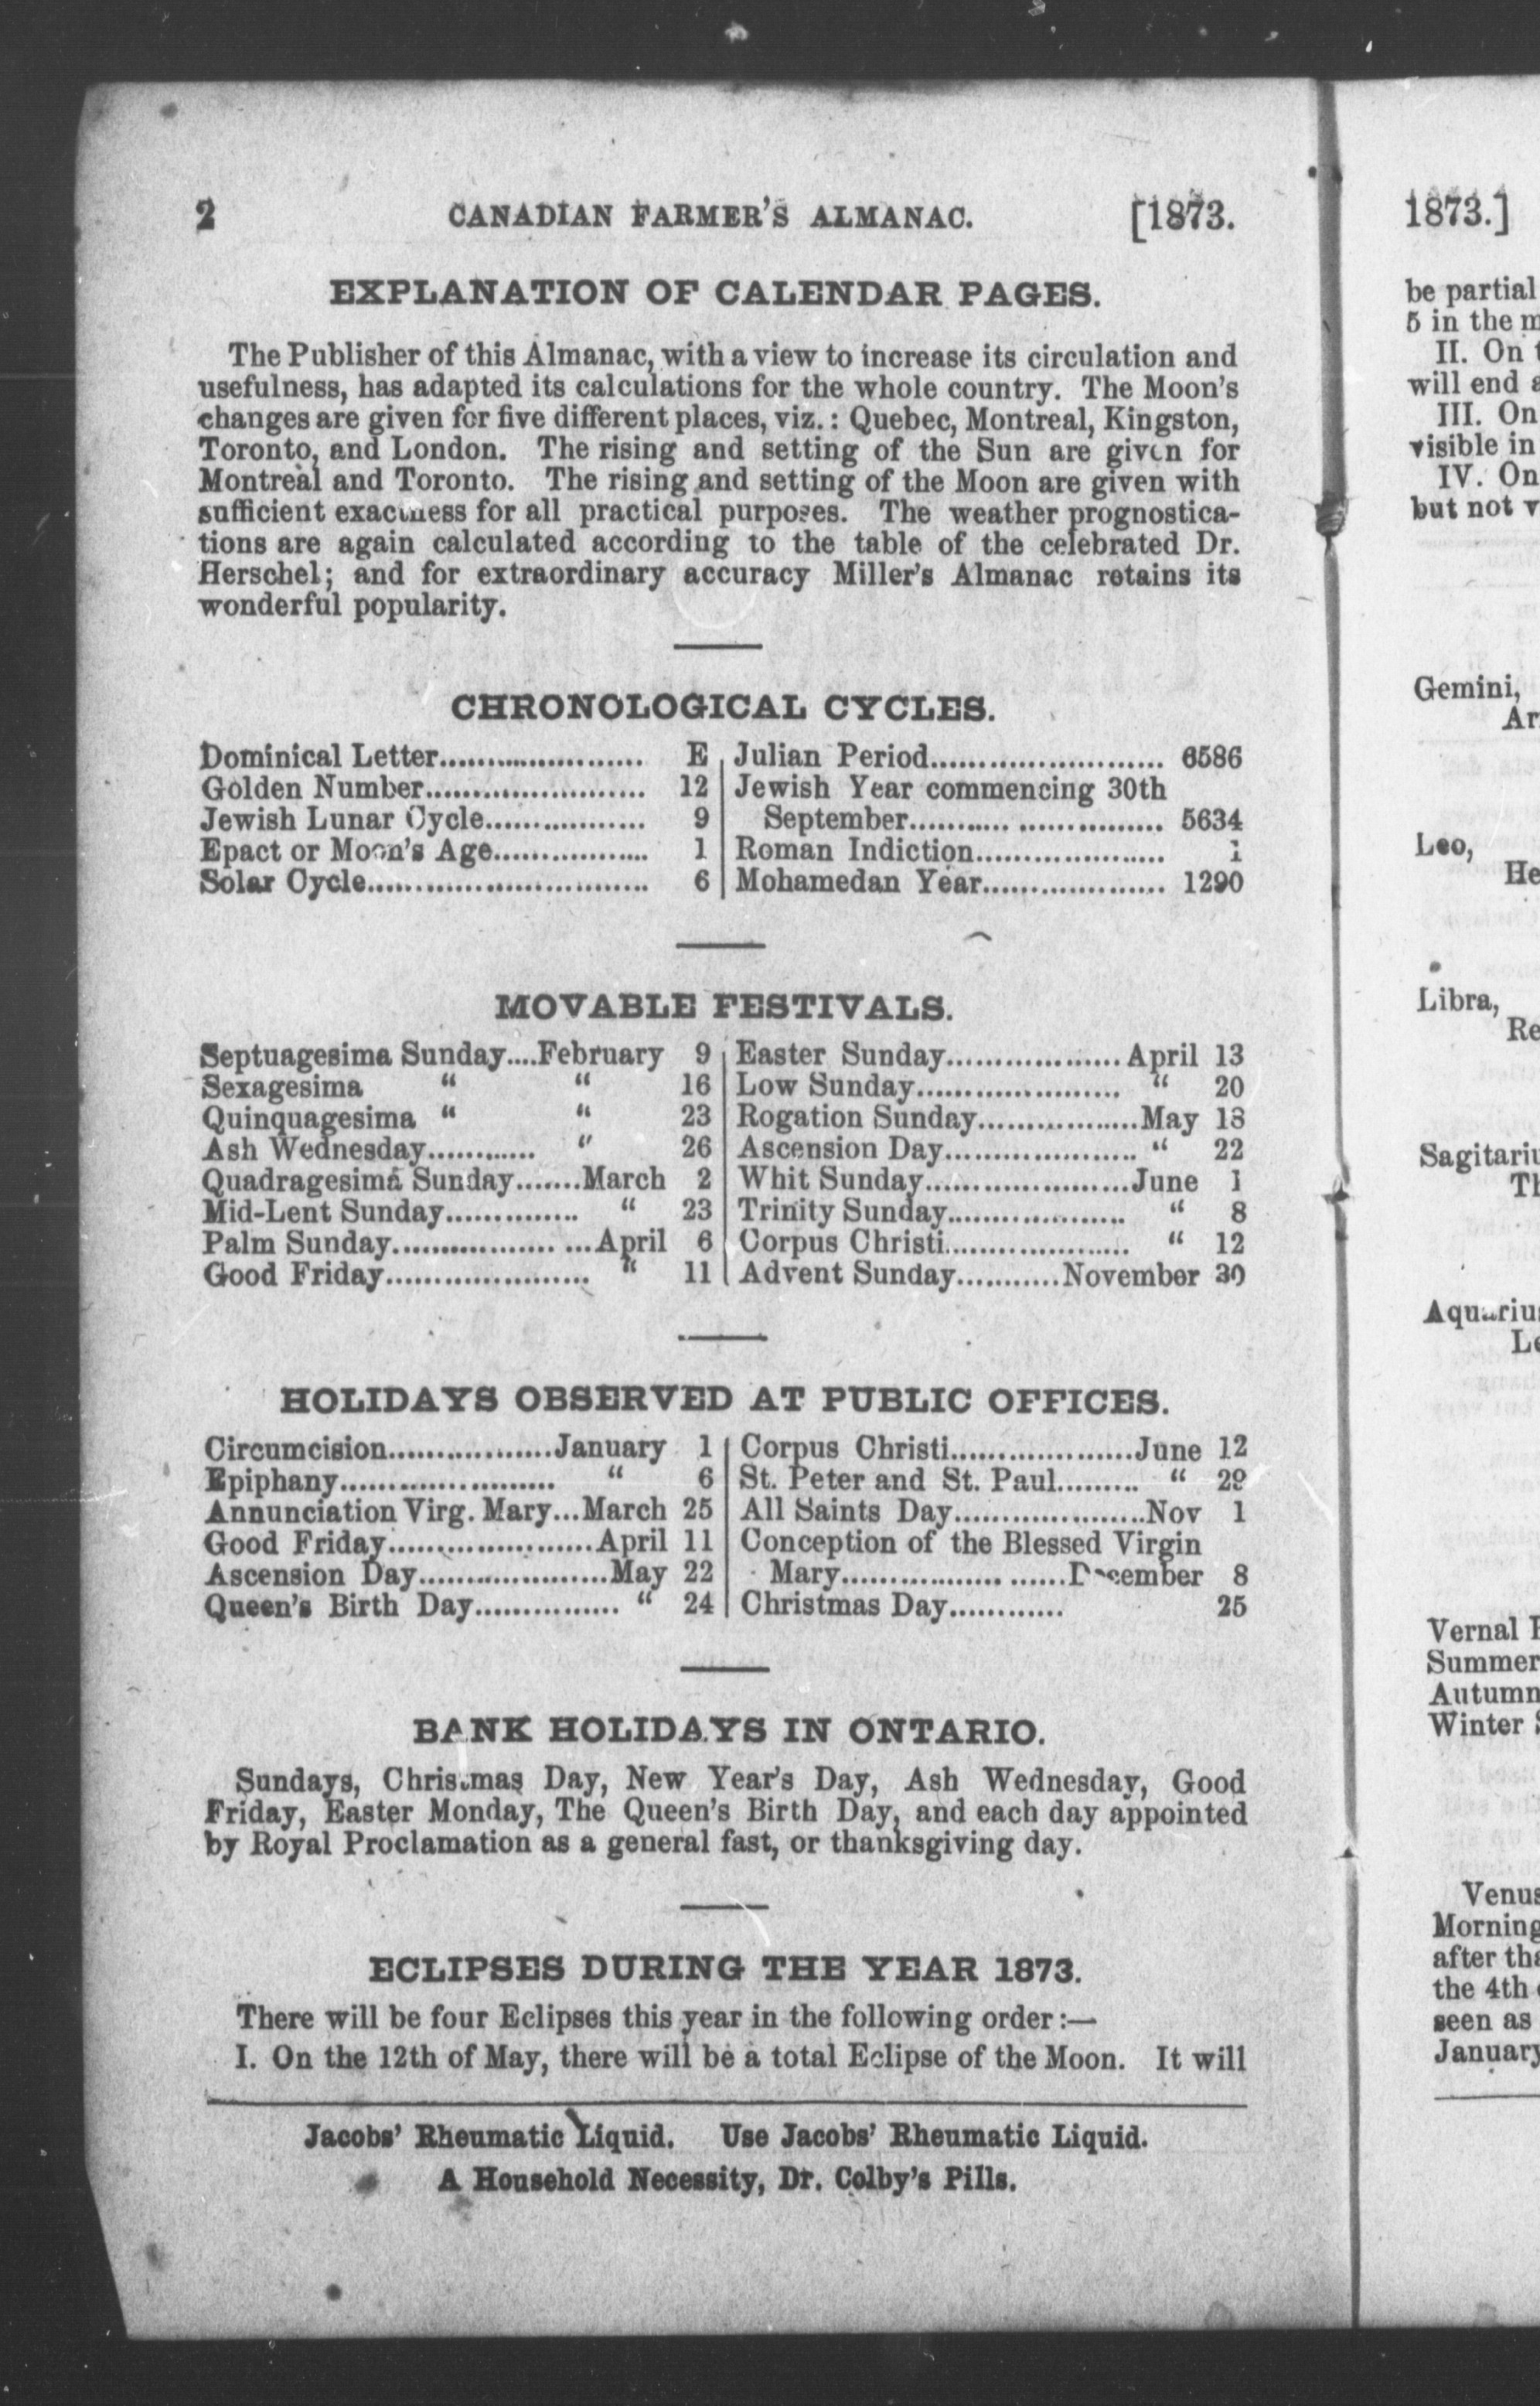 2 CANADIAN FARMER'S ALMANAC. [1873.
EXPLANATION OF CALENDAR PAGES.
The Publisher of this Almanac, with a view to increase its circulation and
usefulness, has adapted its calculations for the whole country. The Moon's
changes are given for five different places, viz.: Quebec, Montreal, Kingston,
Toronto, and London. The rising and setting of the Sun are given for
Montreal and Toronto. The rising and setting of the Moon are given with
sufficient exactness for all practical purposes. The weather prognostica-
tions are again calculated according to the table of the celebrated Dr.
Herschel; and for extraordinary accuracy Miller's Almanac retains its
wonderful popularity.
CHRONOLOGICAL CYCLES.
Dominical Letter..................... E
Golden Number....................... 12
Jewish Lunar Cycle................. 9
Epact or Moon's Age................. 1
Solar Cycle............................. 6
Julian Period........................ 6586
Jewish Year commencing 30th
September.......................... 5634
Roman Indiction.................... 1
Mohamedan Year................... 1290
MOVABLE FESTIVALS.
Septuagesima Sunday....February 9
Sexagesima " " 16
Quinquagesima " " 23
Ash Wednesday............ " 26
Quadragesima Sunday.......March 2
Mid-Lent Sunday.............. " 23
Palm Sunday....................April 6
Good Friday..................... " 11
Easter Sunday..................April 13
Low Sunday..................... " 20
Rogation Sunday.................May 18
Ascension Day.................... " 22
Whit Sunday.....................June 1
Trinity Sunday................... " 8
Corpus Christi.................... " 12
Advent Sunday...........November 30
HOLIDAYS OBSERVED AT PUBLIC OFFICES.
Circumcision.................January 1
Epiphany...................... " 6
Annunciation Virg. Mary...March 25
Good Friday.....................April 11
Ascension Day....................May 22
Queen's Birth Day............... " 24
Corpus Christi...................June 12
St. Peter and St. Paul......... " 29
All Saints Day....................Nov 1
Conception of the Blessed Virgin
Mary.......................December 8
Christmas Day............ 25
BANK HOLIDAYS IN ONTARIO.
Sundays, Christmas Day, New Year's Day, Ash Wednesday, Good
Friday, Easter Monday, The Queen's Birth Day, and each day appointed
by Royal Proclamation as a general fast, or thanksgiving day.
ECLIPSES DURING THE YEAR 1873.
There will be four Eclipses this year in the following order:—
I. On the 12th of May, there will be a total Eclipse of the Moon. It will
Jacobs' Rheumatic Liquid. Use Jacobs' Rheumatic Liquid.
A Household Necessity, Dr. Colby's Pills.
1873.]
be partial
5 in the
II. On
will end
III. On
visible in
IV. On
but not
Gemini,
Leo,
Libra,
Vernal
Summer
Autumn
Winter
Venus
Morning
after
the 4th
seen as
January